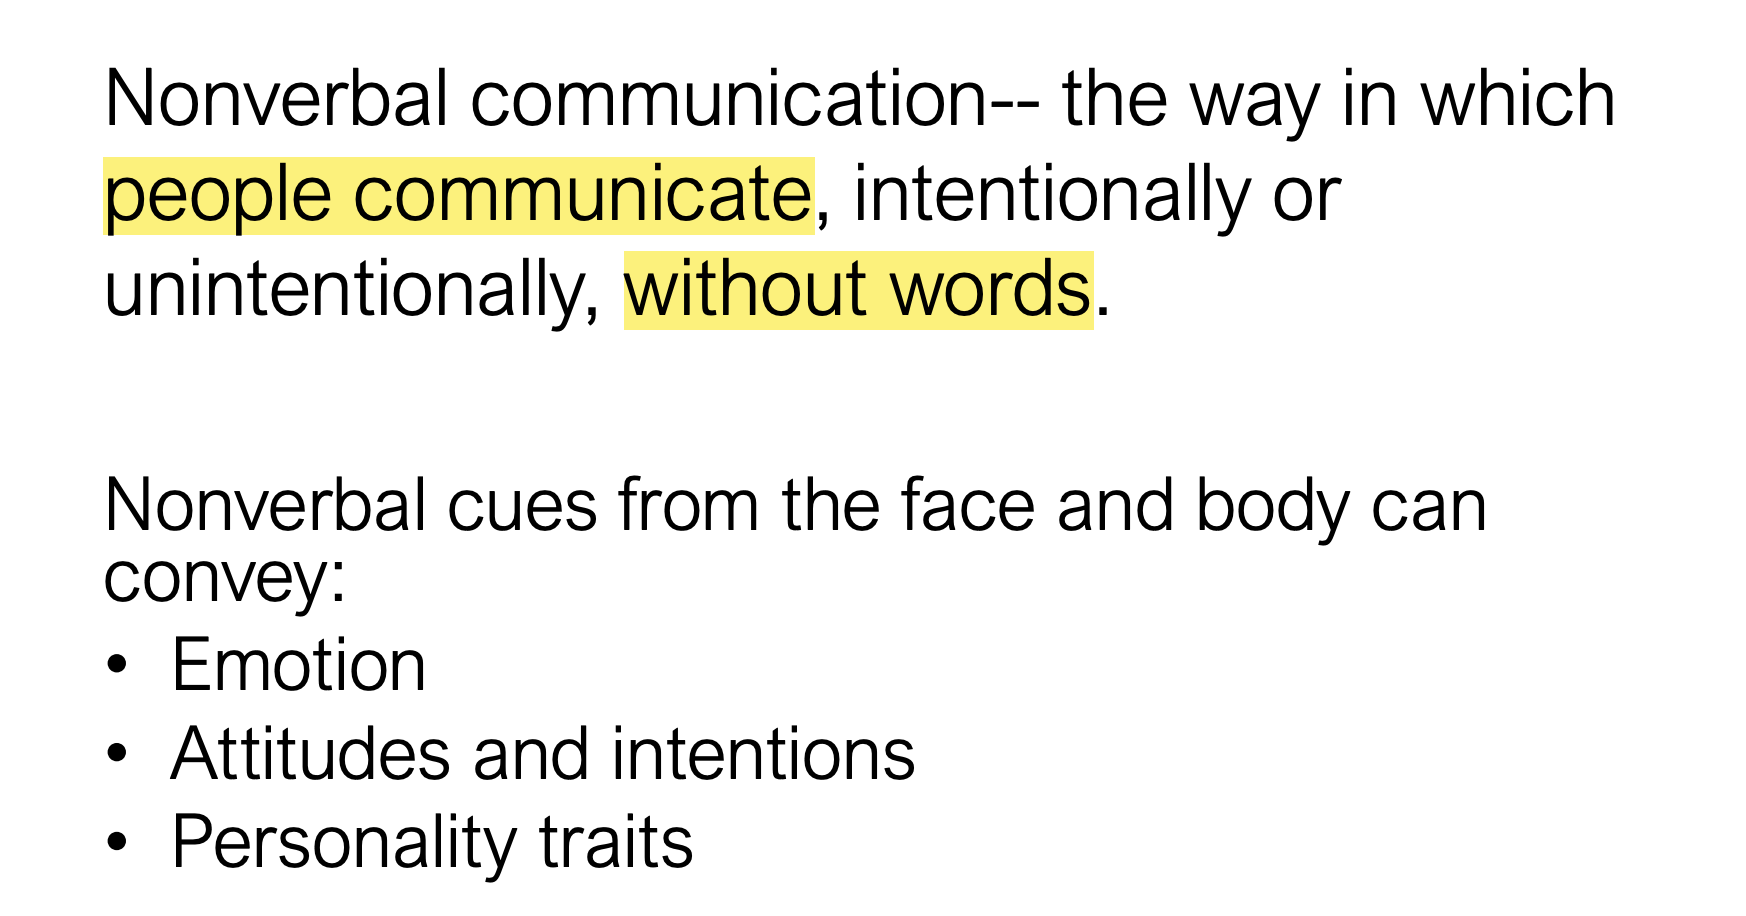 Nonverbal communication-- the way in which
people communicate, intentionally or
unintentionally, without words.
Nonverbal cues from the face and body can
convey:
• Emotion
• Attitudes and intentions
• Personality traits